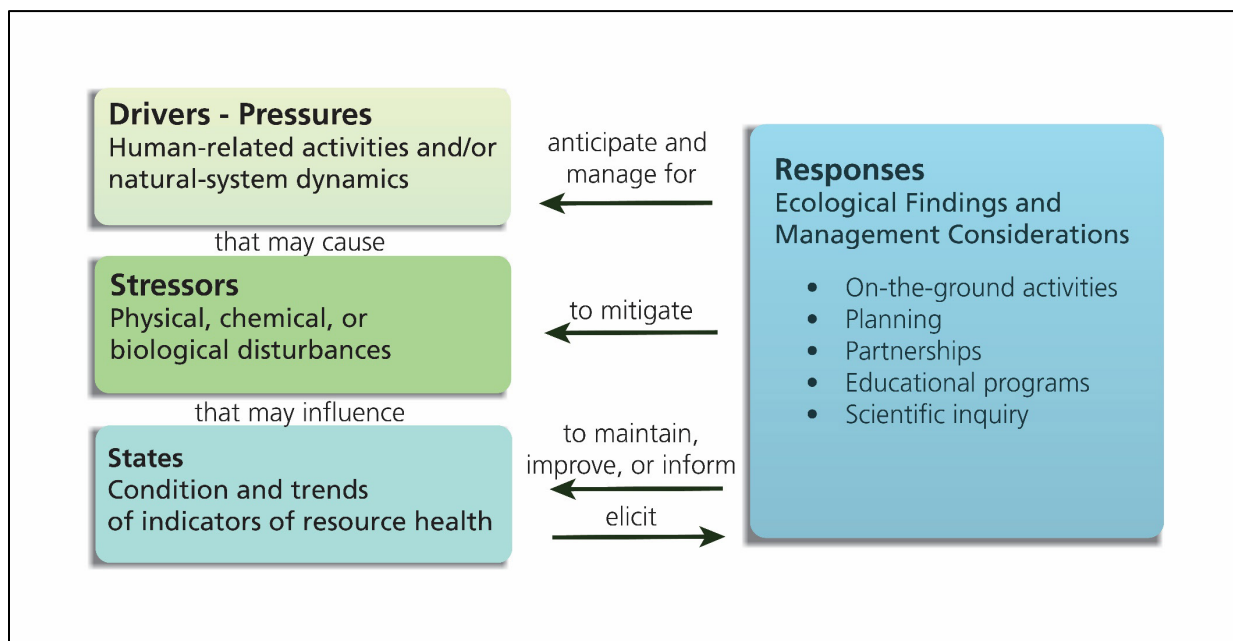 Drivers - Pressures
Human-related activities and/or
natural-system dynamics
that may cause
Stressors
Physical, chemical, or
biological disturbances
that may influence
States
Condition and trends
of indicators of resource health
anticipate and
manage for
to mitigate
to maintain,
improve, or inform
elicit
Responses
Ecological Findings and
Management Considerations
• On-the-ground activities
• Planning
• Partnerships
• Educational programs
• Scientific inquiry